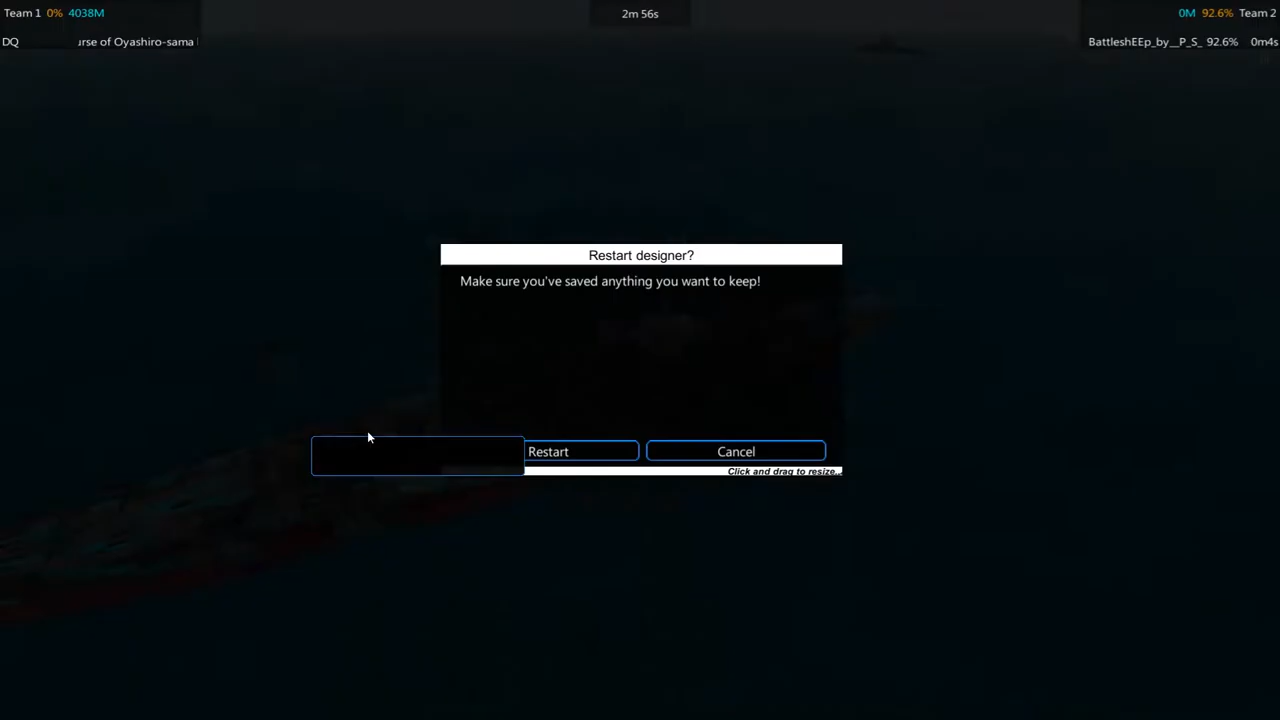 Team 1 0% 4038M
2m 56s
0M 92.6% Team 2
DQ urse of Oyashiro-sama
BattleshEEp_by__P_S_ 92.6% 0m4s
Restart designer?
Make sure you've saved anything you want to keep!
Restart
Cancel
Click and drag to resize...